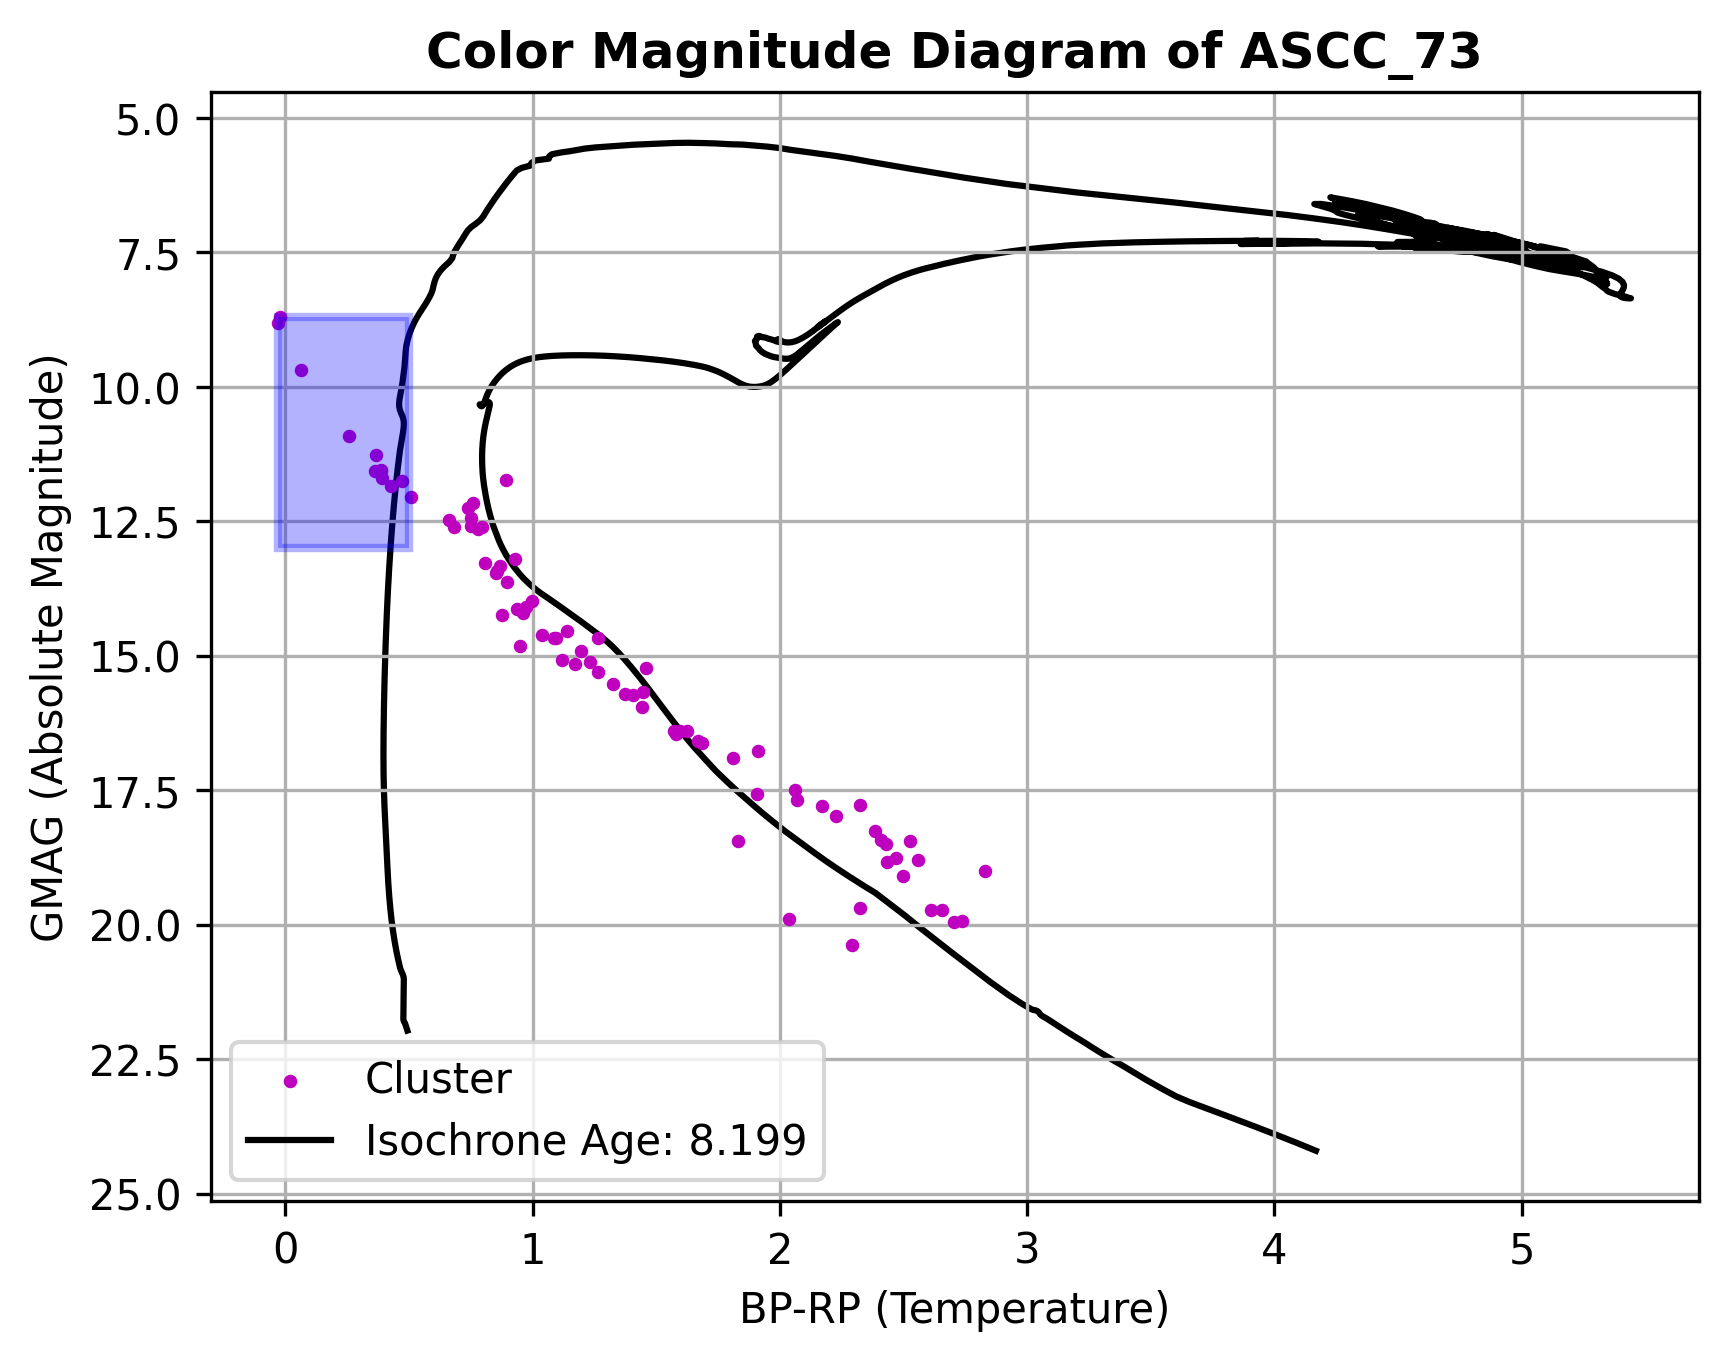 Color Magnitude Diagram of ASCC_73
GMAG (Absolute Magnitude)
5.0
7.5
10.0
12.5
15.0
17.5
20.0
22.5
25.0
Cluster
Isochrone Age: 8.199
0 1 2 3 4 5
BP-RP (Temperature)